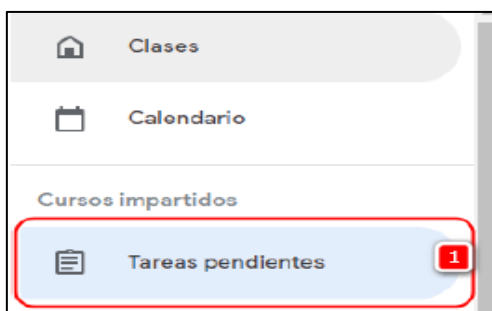 Clases
Calendario
Cursos impartidos
Tareas pendientes
1